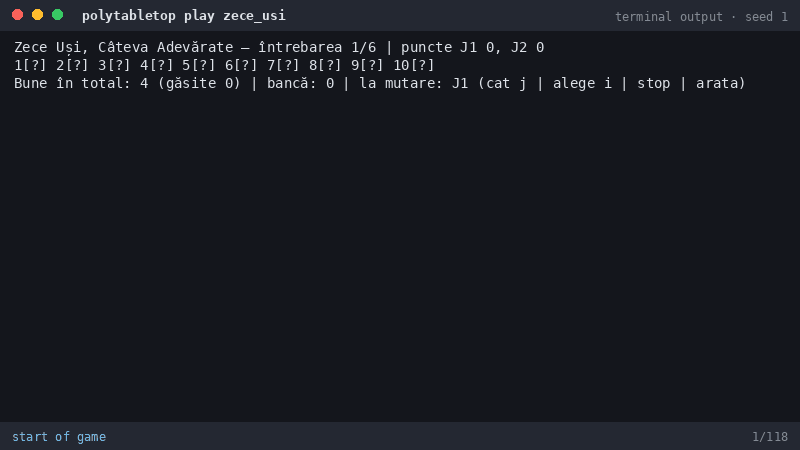 polytabletop play zece_usi
terminal output · seed 1
Zece Uși, Câteva Adevărate — întrebarea 1/6 | puncte J1 0, J2 0
1[?] 2[?] 3[?] 4[?] 5[?] 6[?] 7[?] 8[?] 9[?] 10[?]
Bune în total: 4 (găsite 0) | bancă: 0 | la mutare: J1 (cat j | alege i | stop | arata)
start of game
1/118